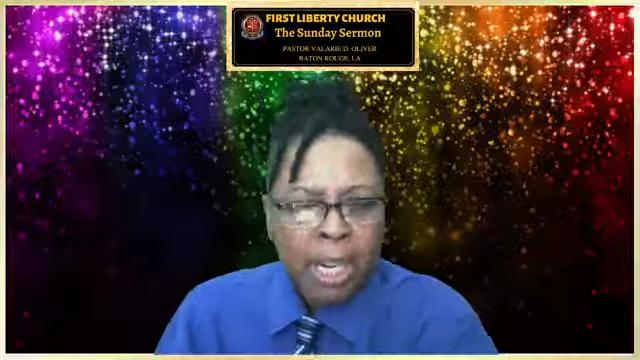 FIRST LIBERTY CHURCH
The Sunday Sermon
PASTOR VALARIE D. OLIVER
BATON ROUGE, LA